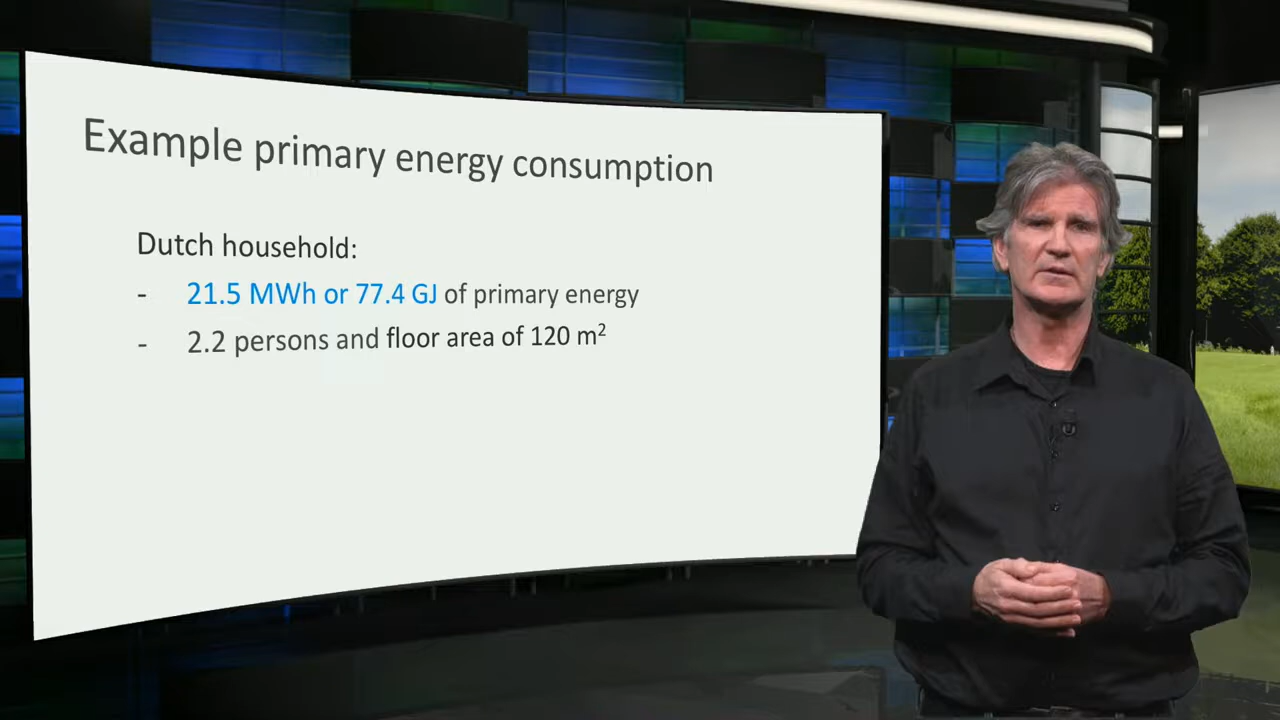 Example primary energy consumption
Dutch household:
- 21.5 MWh or 77.4 GJ of primary energy
- 2.2 persons and floor area of 120 m²